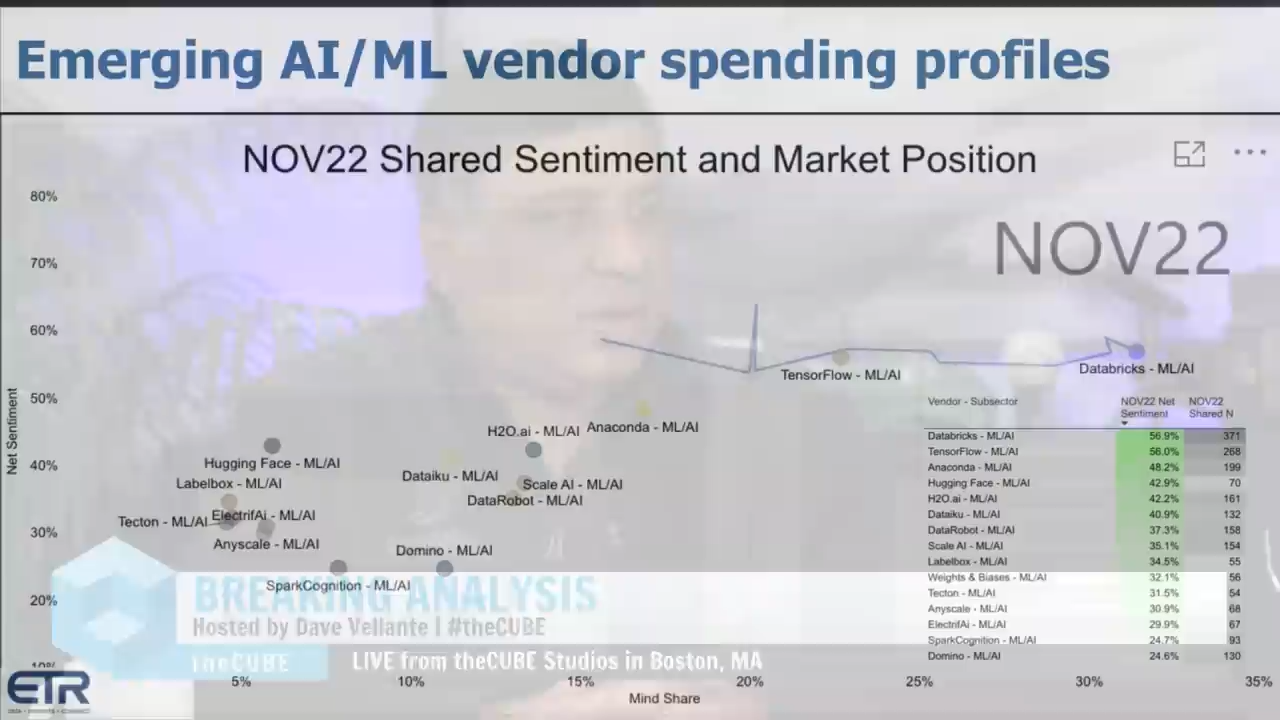 Emerging AI/ML vendor spending profiles
NOV22 Shared Sentiment and Market Position
NOV22
80%
70%
60%
50%
40%
30%
20%
10%
Net Sentiment
TensorFlow - ML/AI
Databricks - ML/AI
H2O.ai - ML/AI
Anaconda - ML/AI
Hugging Face - ML/AI
Dataiku - ML/AI
Scale AI - ML/AI
Labelbox - ML/AI
DataRobot - ML/AI
Tecton - ML/AI
ElectrifAi - ML/AI
Anyscale - ML/AI
Domino - ML/AI
SparkCognition - ML/AI
Vendor - Subsector NOV22 Net Sentiment NOV22 Shared N
Databricks - ML/AI 56.9% 371
TensorFlow - ML/AI 56.0% 268
Anaconda - ML/AI 48.2% 199
Hugging Face - ML/AI 42.9% 70
H2O.ai - ML/AI 42.2% 161
Dataiku - ML/AI 40.9% 132
DataRobot - ML/AI 37.3% 158
Scale AI - ML/AI 35.1% 154
Labelbox - ML/AI 34.5% 55
Weights & Biases - ML/AI 32.1% 56
Tecton - ML/AI 31.5% 54
Anyscale - ML/AI 30.9% 68
ElectrifAi - ML/AI 29.9% 67
SparkCognition - ML/AI 24.7% 93
Domino - ML/AI 24.6% 130
BREAKING ANALYSIS
Hosted by Dave Vellante | #theCUBE
theCUBE LIVE from theCUBE Studios in Boston, MA
ETR
5% 10% 15% 20% 25% 30% 35%
Mind Share